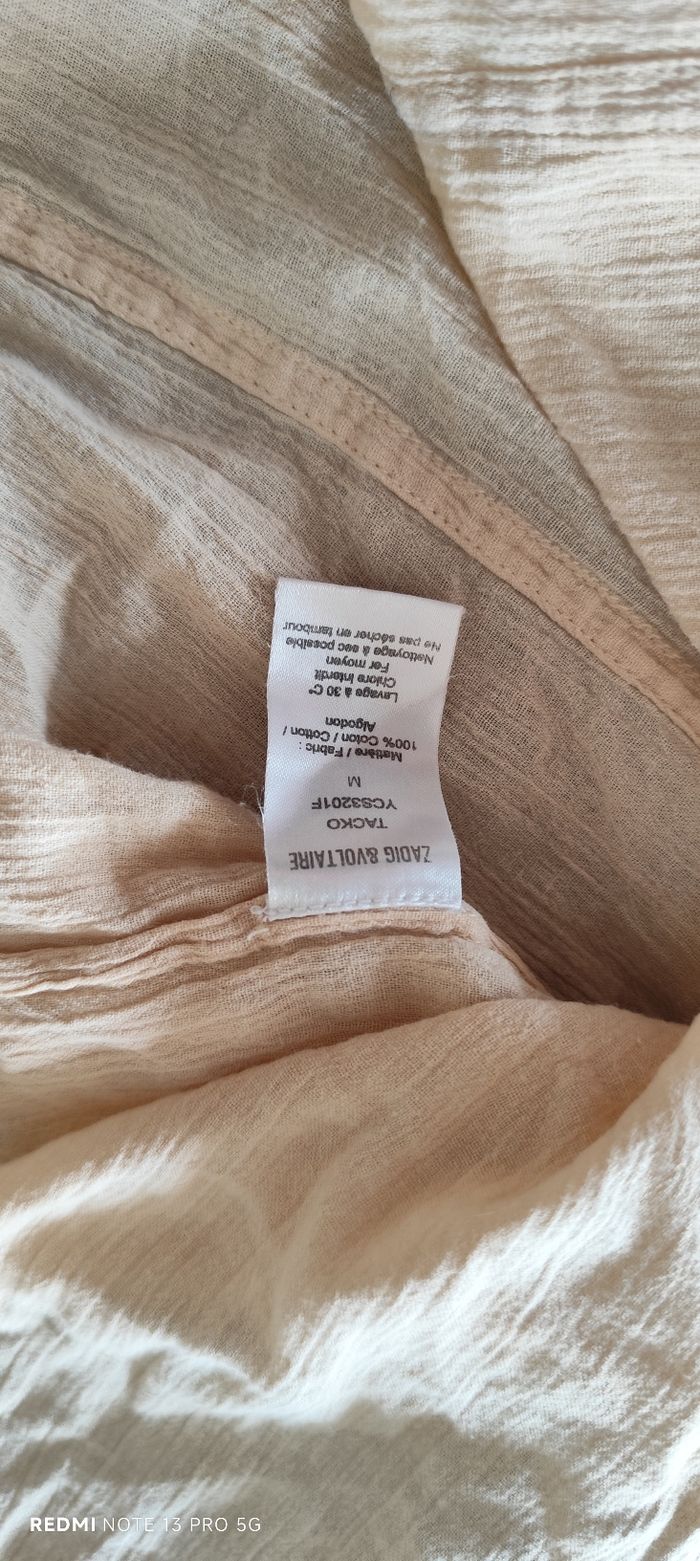 ZADIG &VOLTAIRE
TACKO
YCS3201F
M
Matière / Fabric :
100% Coton / Cotton /
Algodon
Lavage à 30 C°
Chlore Interdit
Fer moyen
Nettoyage à sec possible
Ne pas sécher en tambour
REDMI NOTE 13 PRO 5G